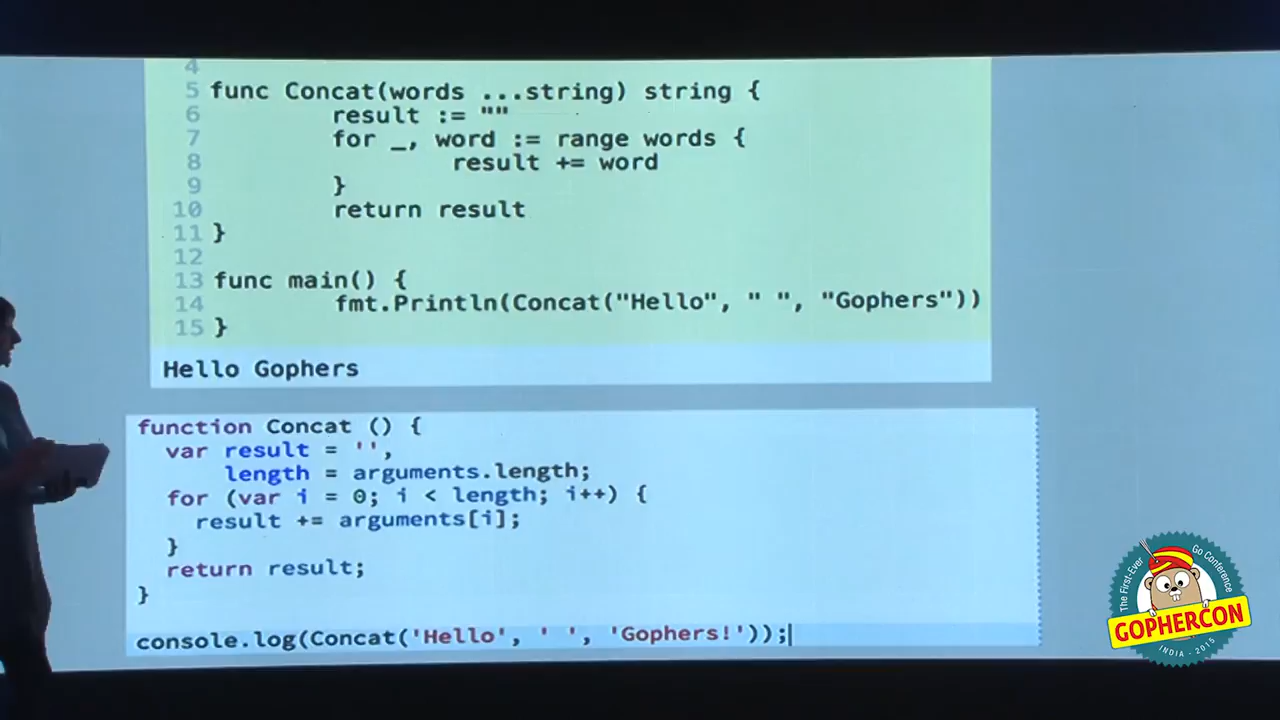 4
5 func Concat(words ...string) string {
6 result := ""
7 for _, word := range words {
8 result += word
9 }
10 return result
11 }
12
13 func main() {
14 fmt.Println(Concat("Hello", " ", "Gophers"))
15 }
Hello Gophers
function Concat () {
var result = '',
length = arguments.length;
for (var i = 0; i < length; i++) {
result += arguments[i];
}
return result;
}
console.log(Concat('Hello', ' ', 'Gophers!'));
The First-Ever Go Conference
GOPHERCON
INDIA - 2015